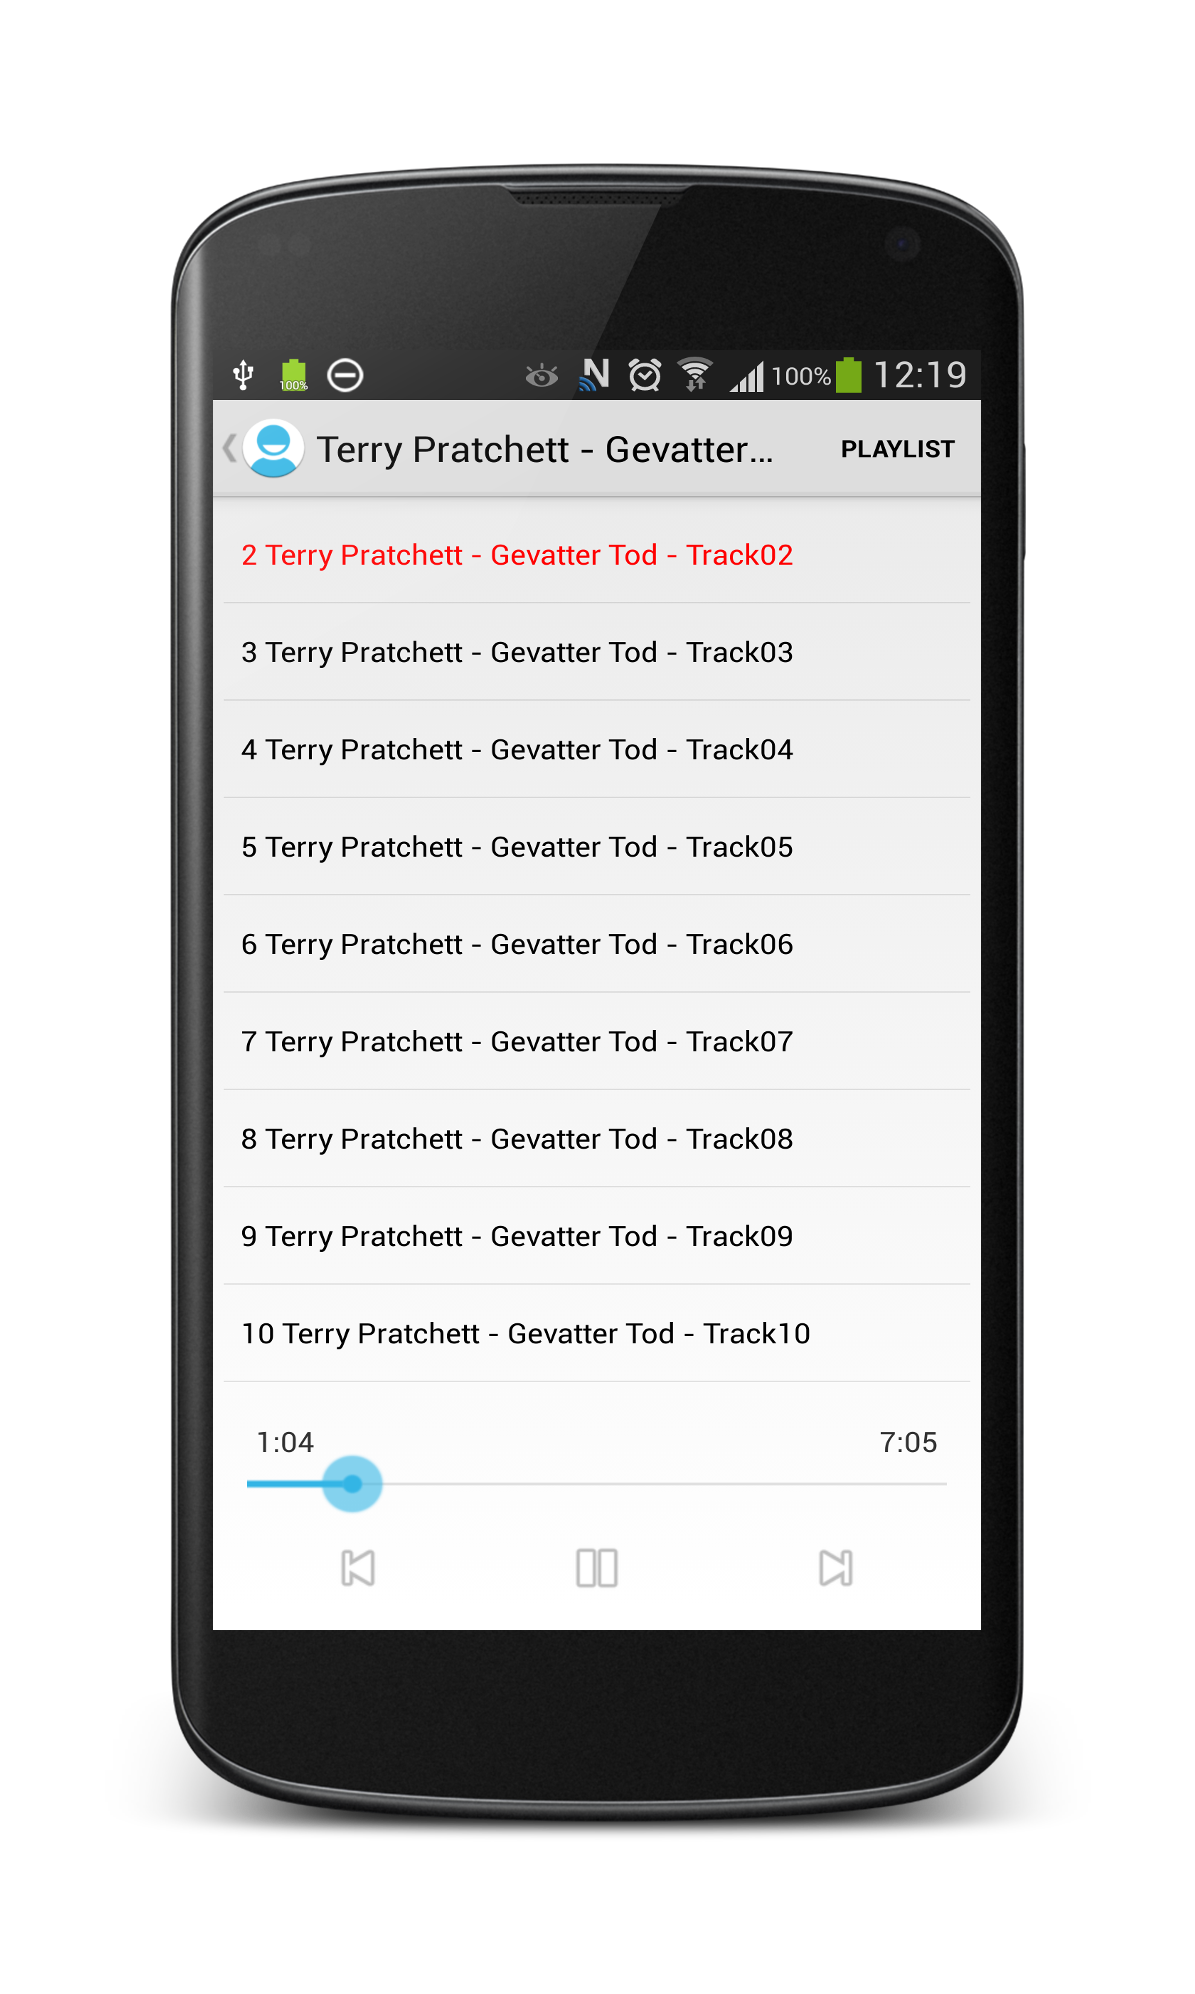 100% 100% 12:19
Terry Pratchett - Gevatter... PLAYLIST
2 Terry Pratchett - Gevatter Tod - Track02
3 Terry Pratchett - Gevatter Tod - Track03
4 Terry Pratchett - Gevatter Tod - Track04
5 Terry Pratchett - Gevatter Tod - Track05
6 Terry Pratchett - Gevatter Tod - Track06
7 Terry Pratchett - Gevatter Tod - Track07
8 Terry Pratchett - Gevatter Tod - Track08
9 Terry Pratchett - Gevatter Tod - Track09
10 Terry Pratchett - Gevatter Tod - Track10
1:04 7:05